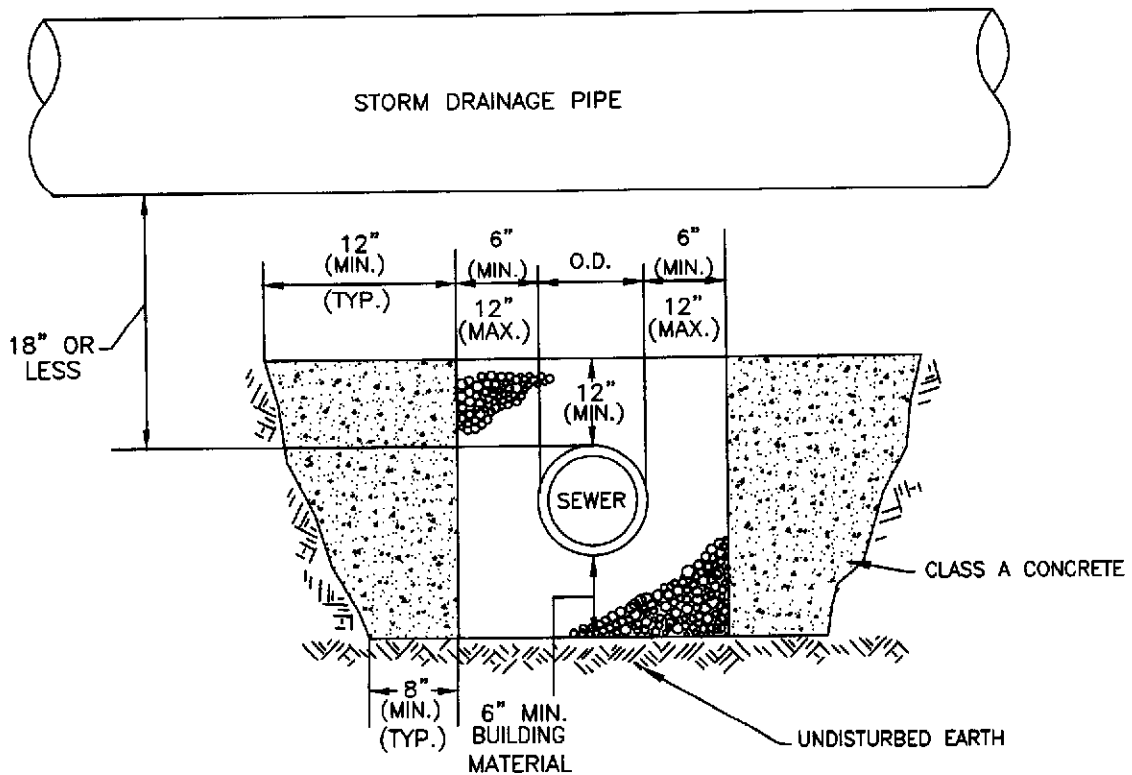 STORM DRAINAGE PIPE
12"
(MIN.)
(TYP.)
6"
(MIN.)
12"
(MAX.)
O.D.
6"
(MIN.)
12"
(MAX.)
18" OR
LESS
12"
(MIN.)
SEWER
CLASS A CONCRETE
8"
(MIN.)
(TYP.)
6" MIN.
BUILDING
MATERIAL
UNDISTURBED EARTH